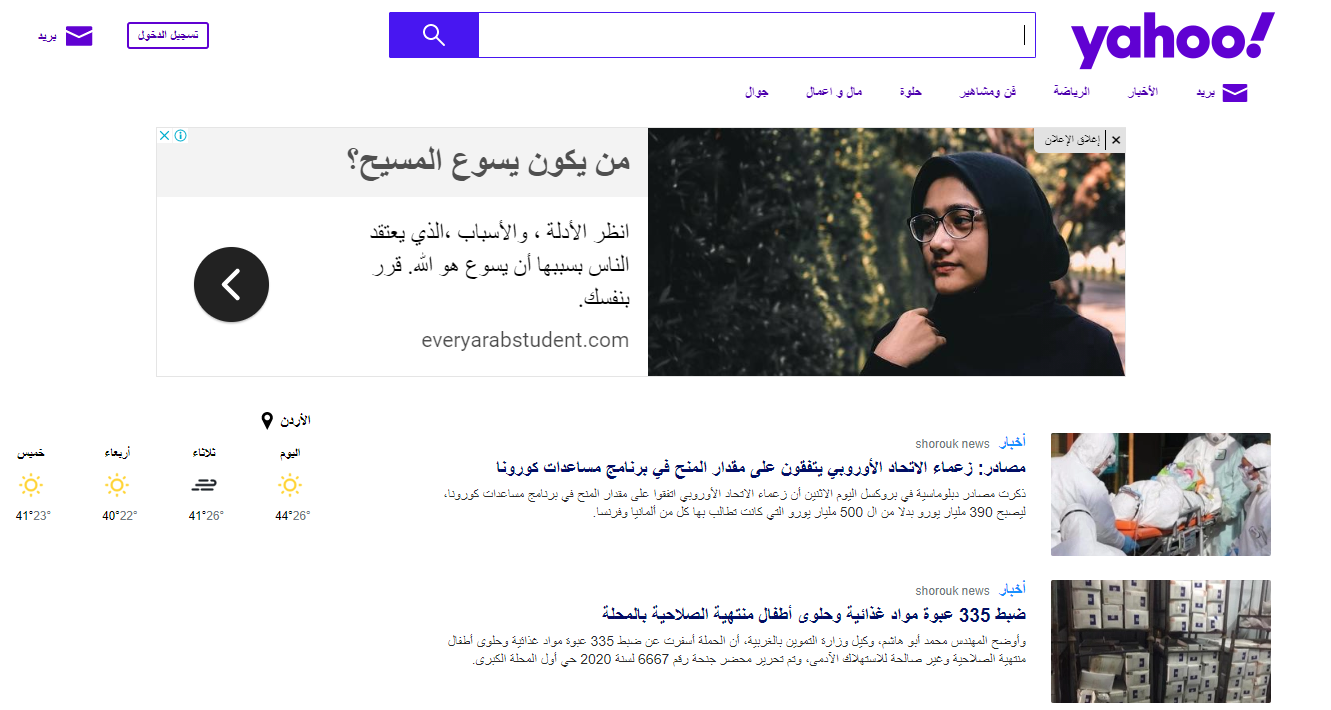 yahoo!
تسجيل الدخول
بريد
بريد
الأخبار
الرياضة
فن ومشاهير
حلوة
مال و اعمال
جوال
إغلاق الإعلان
من يكون يسوع المسيح؟
انظر الأدلة ، والأسباب ،الذي يعتقد
الناس بسببها أن يسوع هو الله. قرر
بنفسك.
everyarabstudent.com
الأردن
اليوم
ثلاثاء
أربعاء
خميس
44°26°
41°26°
40°22°
41°23°
أخبار shorouk news
مصادر: زعماء الاتحاد الأوروبي يتفقون على مقدار المنح في برنامج مساعدات كورونا
ذكرت مصادر دبلوماسية في بروكسل اليوم الاثنين أن زعماء الاتحاد الأوروبي اتفقوا على مقدار المنح في برنامج مساعدات كورونا،
ليصبح 390 مليار يورو بدلا من ال 500 مليار يورو التي كانت تطالب بها كل من ألمانيا وفرنسا.
أخبار shorouk news
ضبط 335 عبوة مواد غذائية وحلوى أطفال منتهية الصلاحية بالمحلة
وأوضح المهندس محمد أبو هاشم، وكيل وزارة التموين بالغربية، أن الحملة أسفرت عن ضبط 335 عبوة مواد غذائية وحلوى أطفال
منتهية الصلاحية وغير صالحة للاستهلاك الآدمى، وتم تحرير محضر جنحة رقم 6667 لسنة 2020 حي أول المحلة الكبرى.